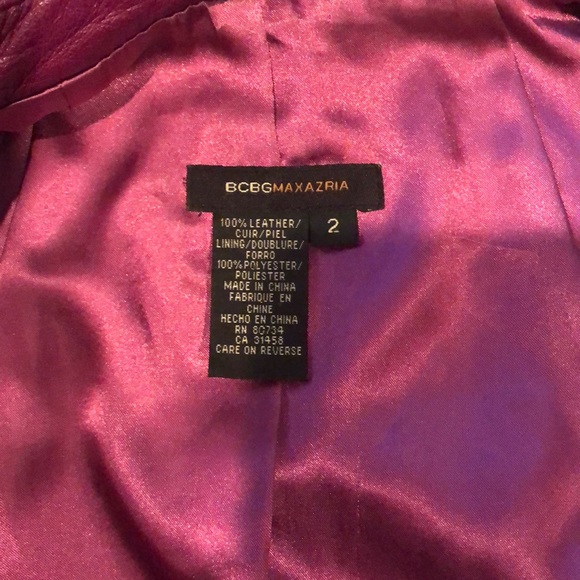 BCBGMAXAZRIA
2
100% LEATHER/
CUIR/PIEL
LINING/DOUBLURE/
FORRO
100% POLYESTER/
POLIESTER
MADE IN CHINA
FABRIQUE EN
CHINE
HECHO EN CHINA
RN 80734
CA 31458
CARE ON REVERSE